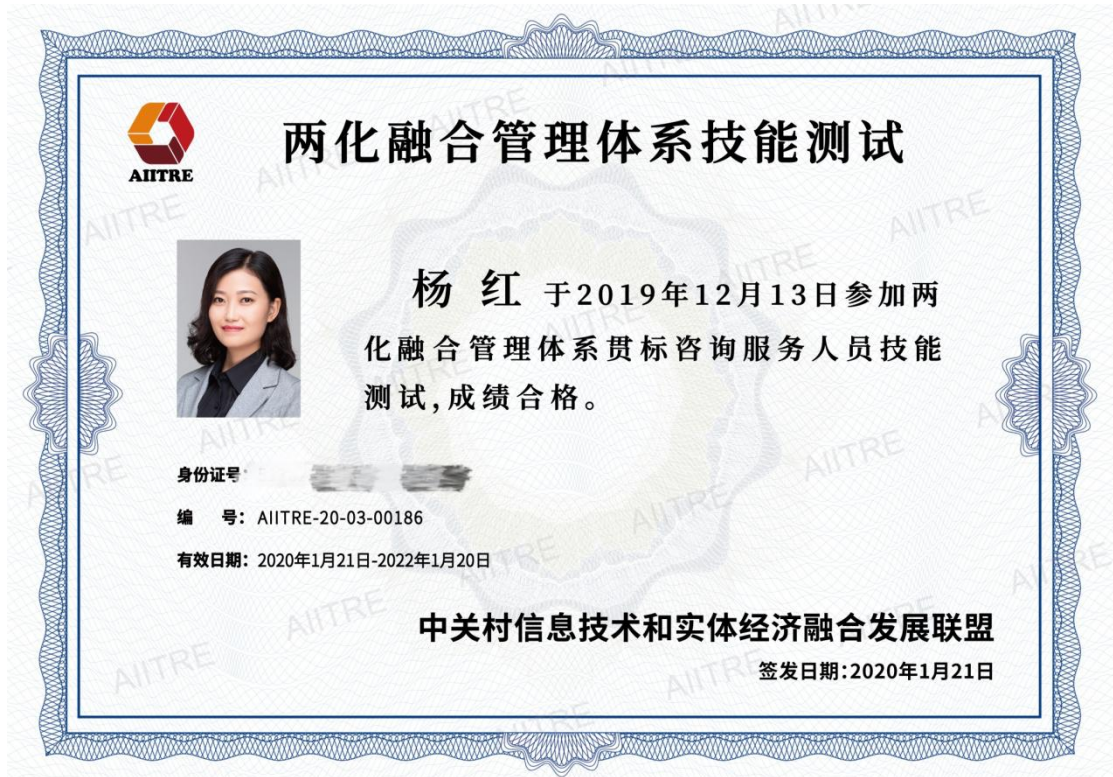 两化融合管理体系技能测试
AIITRE
杨 红 于2019年12月13日参加两
化融合管理体系贯标咨询服务人员技能
测试,成绩合格。
身份证号:
编 号: AIITRE-20-03-00186
有效日期: 2020年1月21日-2022年1月20日
中关村信息技术和实体经济融合发展联盟
签发日期:2020年1月21日